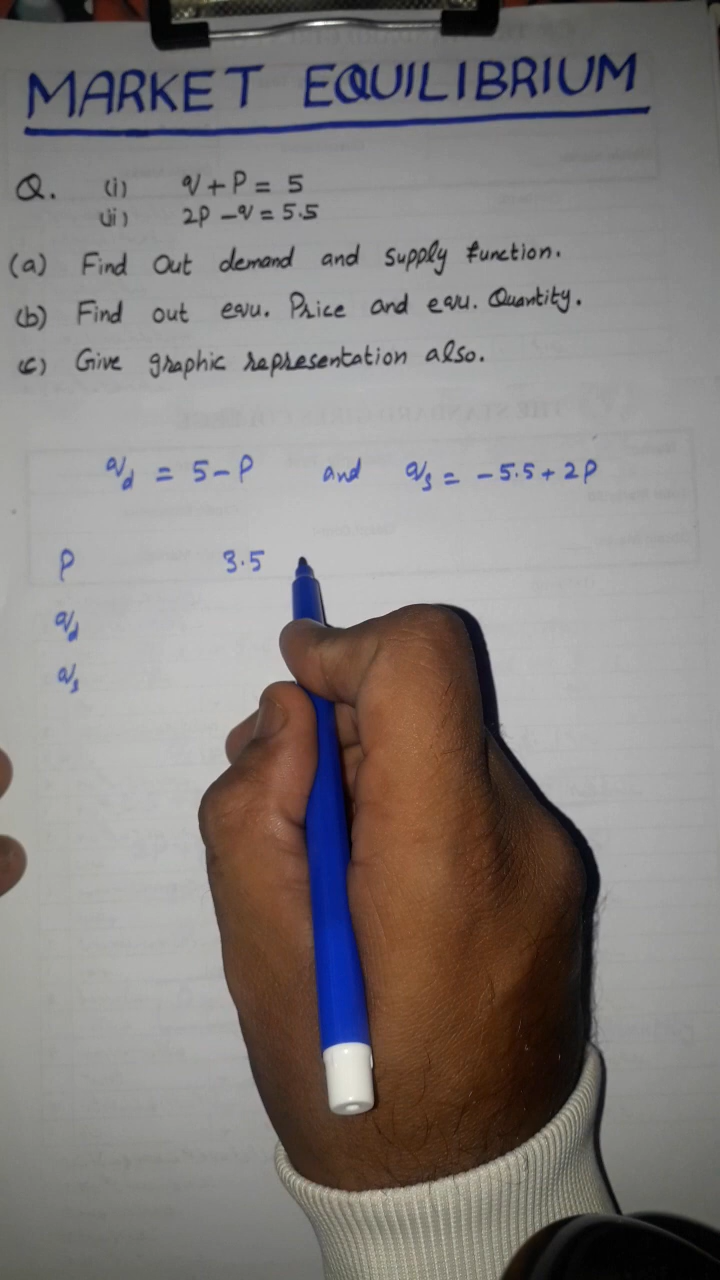 MARKET EQUILIBRIUM
Q. (i) q + P = 5
(ii) 2P - q = 5.5
(a) Find Out demand and supply function.
(b) Find out equ. Price and equ. Quantity.
(c) Give graphic representation also.
qd = 5 - P and qs = -5.5 + 2P
P 3.5
qd
qs